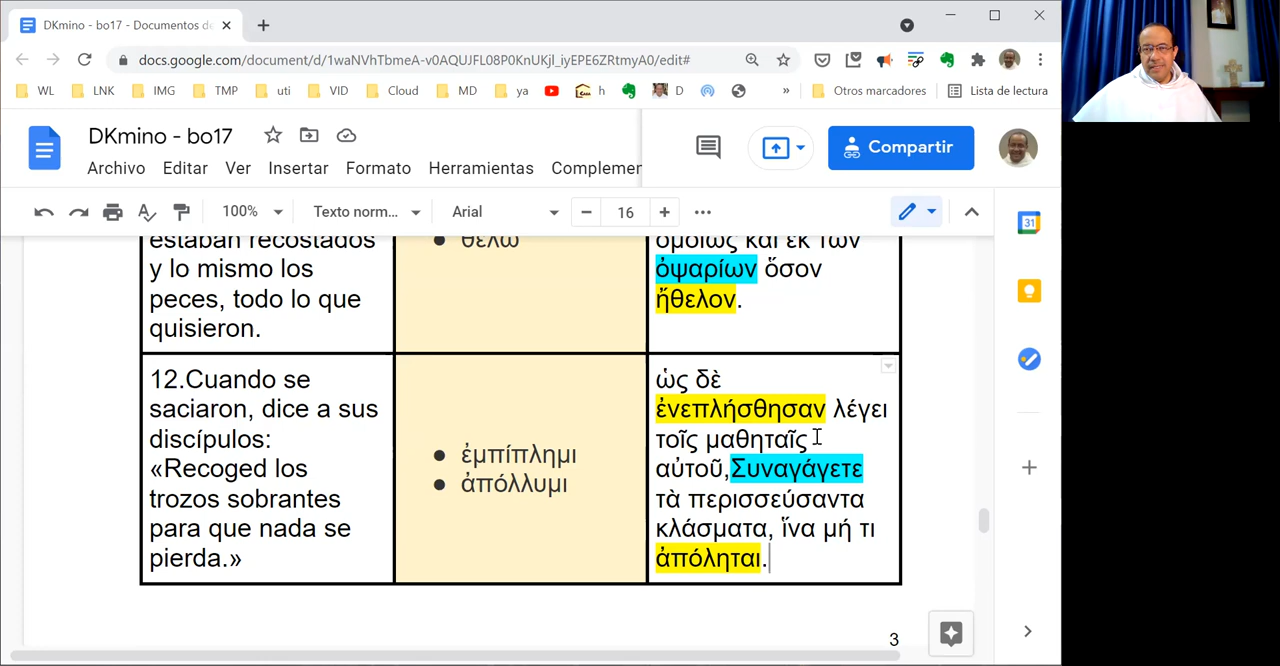 DKmino - bo17 - Documentos de
docs.google.com/document/d/1waNVhTbmeA-v0AQUJFL08P0KnUKjl_iyEPE6ZRtmyA0/edit#
WL LNK IMG TMP uti VID Cloud MD ya h D » Otros marcadores Lista de lectura
DKmino - bo17
Archivo Editar Ver Insertar Formato Herramientas Complemen
Compartir
100% Texto norm... Arial 16
31
estaban recostados
y lo mismo los
peces, todo lo que
quisieron.
θέλω
ὁμοίως καὶ ἐκ τῶν
ὀψαρίων ὅσον
ἤθελον.
12.Cuando se
saciaron, dice a sus
discípulos:
«Recoged los
trozos sobrantes
para que nada se
pierda.»
ἐμπίπλημι
ἀπόλλυμι
ὡς δὲ
ἐνεπλήσθησαν λέγει
τοῖς μαθηταῖς
αὐτοῦ,Συναγάγετε
τὰ περισσεύσαντα
κλάσματα, ἵνα μή τι
ἀπόληται.
3